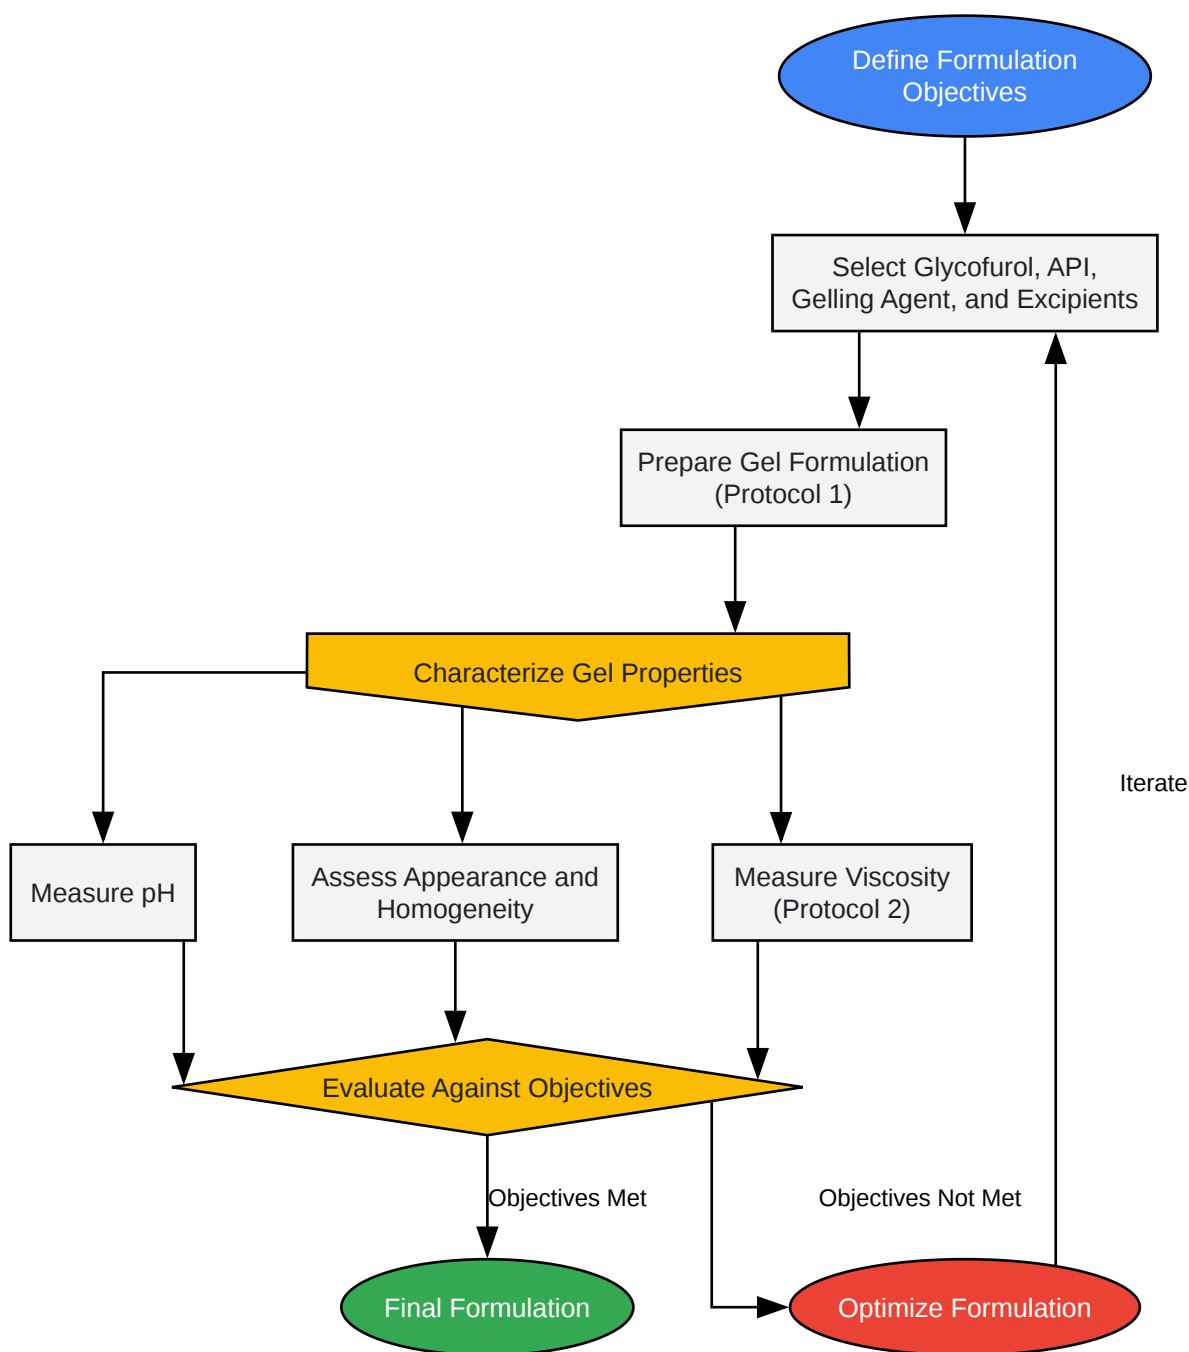 Define Formulation
Objectives
Select Glycofurol, API,
Gelling Agent, and Excipients
Prepare Gel Formulation
(Protocol 1)
Characterize Gel Properties
Iterate
Measure pH
Assess Appearance and
Homogeneity
Measure Viscosity
(Protocol 2)
Evaluate Against Objectives
Objectives Met
Objectives Not Met
Final Formulation
Optimize Formulation